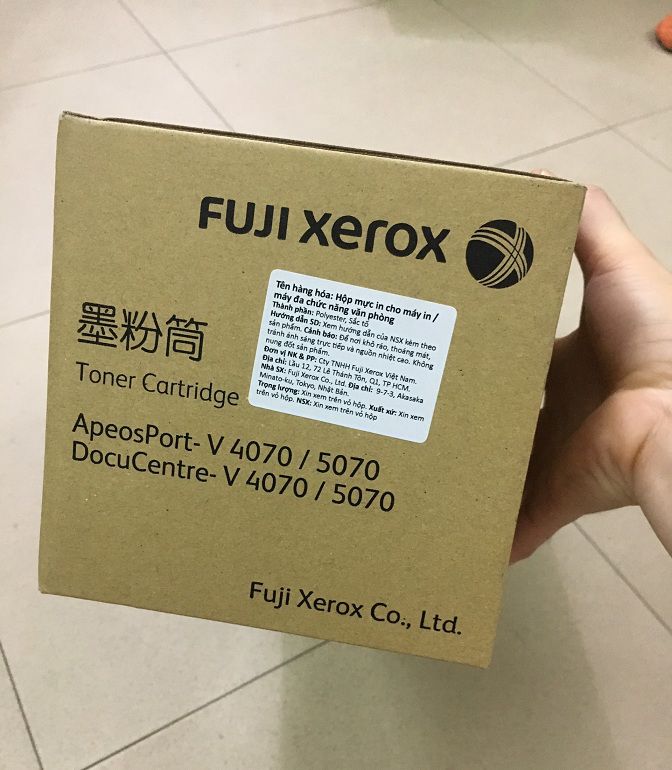 FUJI xerox
墨粉筒
Toner Cartridge
Tên hàng hóa: Hộp mực in cho máy in /
máy đa chức năng văn phòng
Thành phần: Polyester, Sắc tố
Hướng dẫn SD: Xem hướng dẫn của NSX kèm theo
sản phẩm. Cảnh báo: Để nơi khô ráo, thoáng mát,
tránh ánh sáng trực tiếp và nguồn nhiệt cao. Không
nung đốt sản phẩm.
Đơn vị NK & PP: Cty TNHH Fuji Xerox Việt Nam.
Địa chỉ: Lầu 12, 72 Lê Thánh Tôn, Q1, TP HCM.
Nhà SX: Fuji Xerox Co., Ltd. Địa chỉ: 9-7-3, Akasaka
Minato-ku, Tokyo, Nhật Bản.
Trọng lượng: Xin xem trên vỏ hộp. Xuất xứ: Xin xem
trên vỏ hộp. NSX: Xin xem trên vỏ hộp
ApeosPort- V 4070 / 5070
DocuCentre- V 4070 / 5070
Fuji Xerox Co., Ltd.